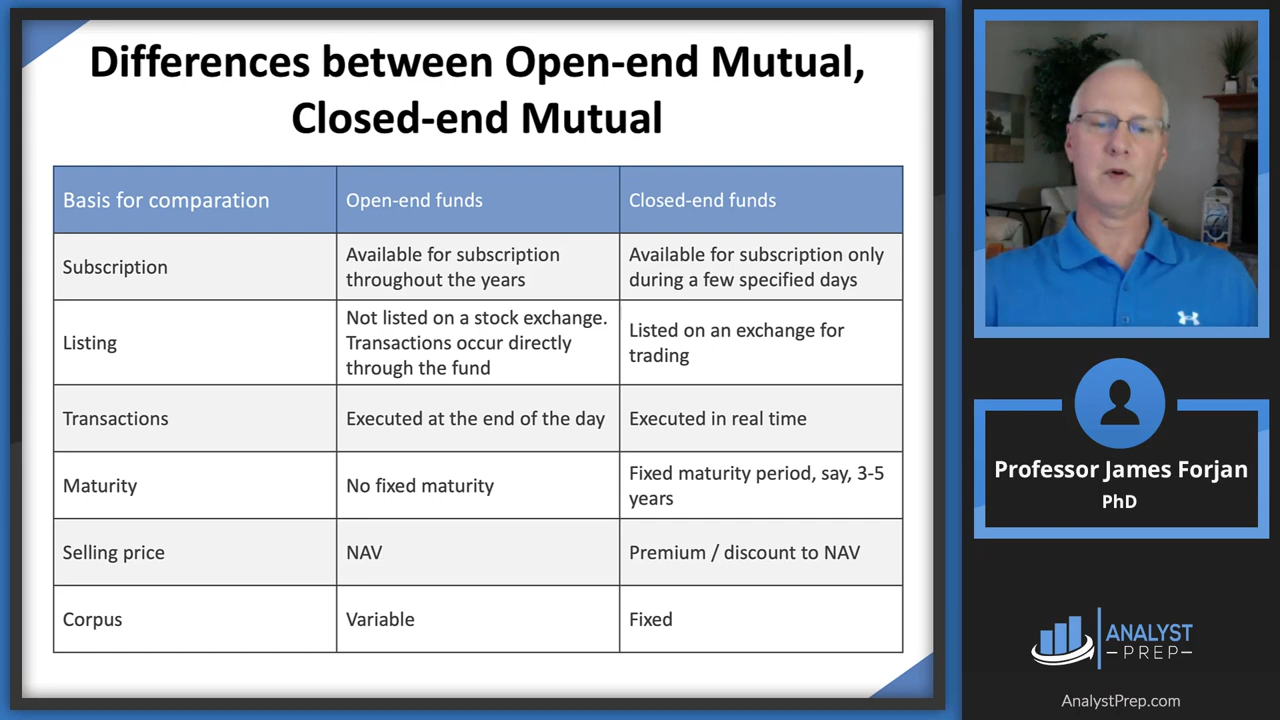 Differences between Open-end Mutual,
Closed-end Mutual
Basis for comparation
Open-end funds
Closed-end funds
Subscription
Available for subscription
throughout the years
Available for subscription only
during a few specified days
Listing
Not listed on a stock exchange.
Transactions occur directly
through the fund
Listed on an exchange for
trading
Transactions
Executed at the end of the day
Executed in real time
Maturity
No fixed maturity
Fixed maturity period, say, 3-5
years
Selling price
NAV
Premium / discount to NAV
Corpus
Variable
Fixed
Professor James Forjan
PhD
ANALYST
PREP
AnalystPrep.com